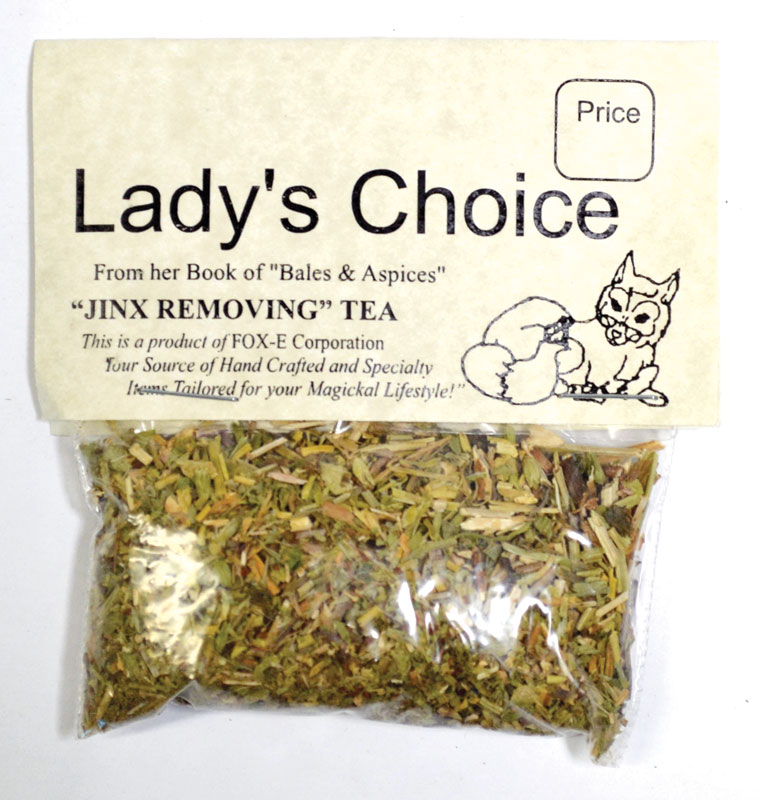 Price
Lady's Choice
From her Book of "Bales & Aspices"
“JINX REMOVING” TEA
This is a product of FOX-E Corporation
Your Source of Hand Crafted and Specialty
Items Tailored for your Magickal Lifestyle!"